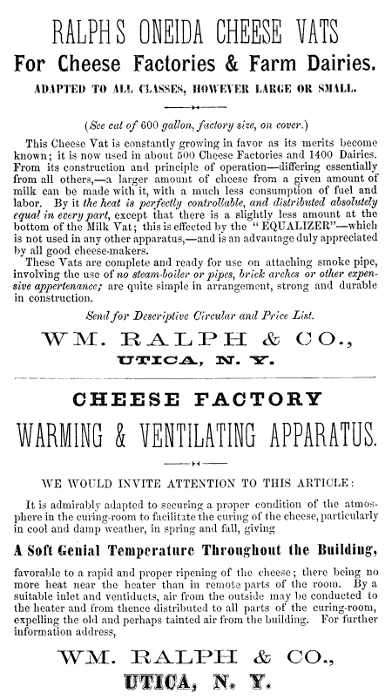 RALPHS ONEIDA CHEESE VATS
For Cheese Factories & Farm Dairies.
ADAPTED TO ALL CLASSES, HOWEVER LARGE OR SMALL.
(See cut of 600 gallon, factory size, on cover.)
This Cheese Vat is constantly growing in favor as its merits become
known; it is now used in about 500 Cheese Factories and 1400 Dairies.
From its construction and principle of operation—differing essentially
from all others,—a larger amount of cheese from a given amount of
milk can be made with it, with a much less consumption of fuel and
labor. By it the heat is perfectly controllable, and distributed absolutely
equal in every part, except that there is a slightly less amount at the
bottom of the Milk Vat; this is effected by the "EQUALIZER"—which
is not used in any other apparatus,—and is an advantage duly appreciated
by all good cheese-makers.
These Vats are complete and ready for use on attaching smoke pipe,
involving the use of no steam-boiler or pipes, brick arches or other expen-
sive appertenance; are quite simple in arrangement, strong and durable
in construction.
Send for Descriptive Circular and Price List.
WM. RALPH & CO.,
UTICA, N. Y.
CHEESE FACTORY
WARMING & VENTILATING APPARATUS.
WE WOULD INVITE ATTENTION TO THIS ARTICLE:
It is admirably adapted to securing a proper condition of the atmos-
phere in the curing-room to facilitate the curing of the cheese, particularly
in cool and damp weather, in spring and fall, giving
A Soft Genial Temperature Throughout the Building,
favorable to a rapid and proper ripening of the cheese; there being no
more heat near the heater than in remote parts of the room. By a
suitable inlet and ventiducts, air from the outside may be conducted to
the heater and from thence distributed to all parts of the curing-room,
expelling the old and perhaps tainted air from the building. For further
information address,
WM. RALPH & CO.,
UTICA, N. Y.